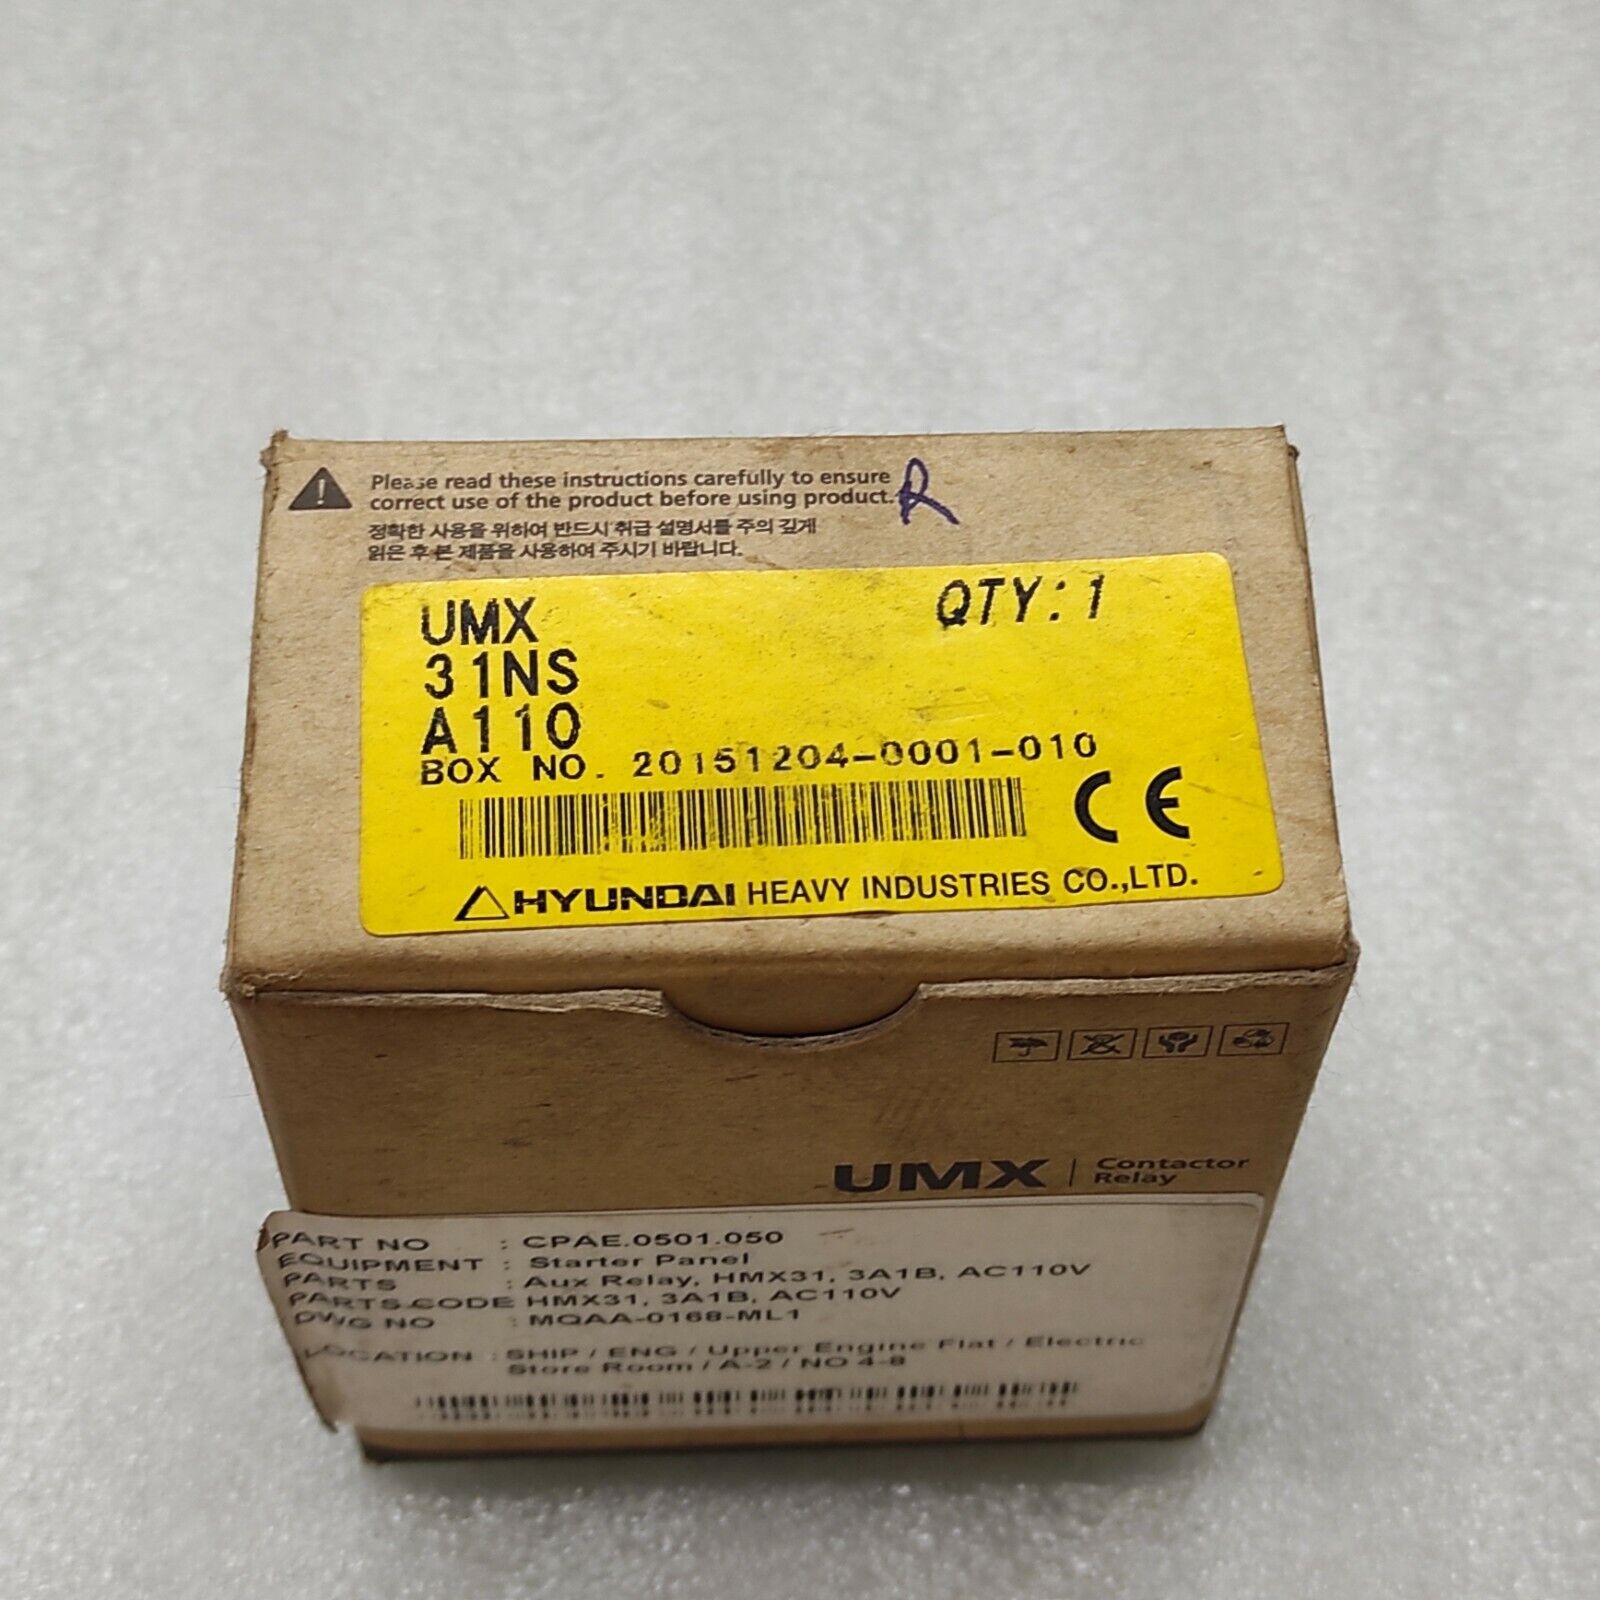 Please read these instructions carefully to ensure
correct use of the product before using product. R
정확한 사용을 위하여 반드시 취급 설명서를 주의 깊게
읽은 후 본 제품을 사용하여 주시기 바랍니다.
UMX QTY:1
31NS
A110
BOX NO. 20151204-0001-010
CE
HYUNDAI HEAVY INDUSTRIES CO.,LTD.
UMX | Contactor
Relay
PART NO : CPAE.0501.050
EQUIPMENT : Starter Panel
PARTS : Aux Relay, HMX31, 3A1B, AC110V
PARTS CODE HMX31, 3A1B, AC110V
DWG NO : MQAA-0168-ML1
LOCATION : SHIP / ENG / Upper Engine Flat / Electric
Store Room / A-2 / NO 4-8